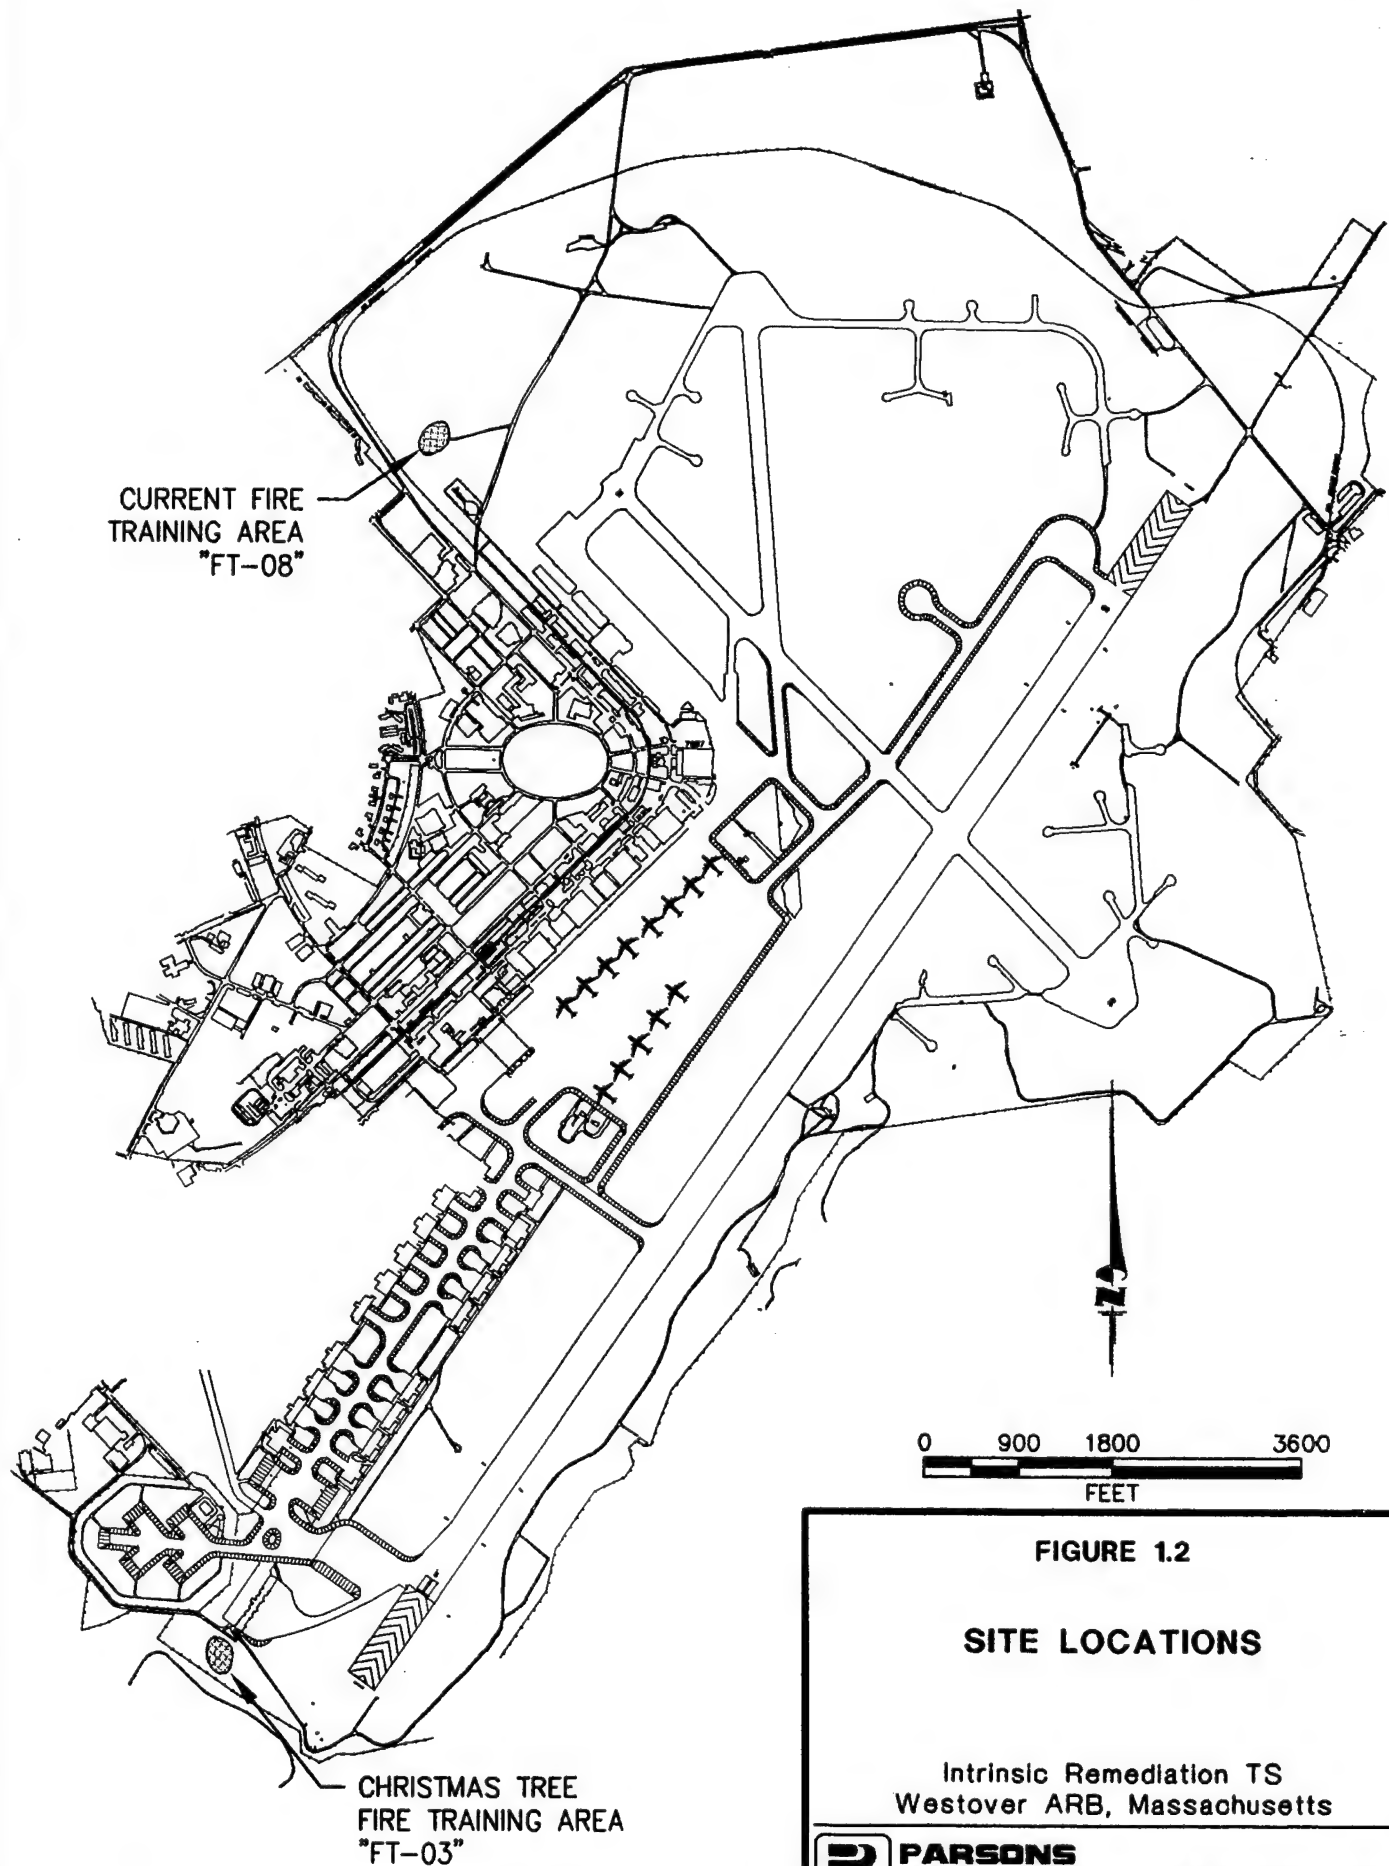 CURRENT FIRE
TRAINING AREA
"FT-08"
N
0 900 1800 3600
FEET
FIGURE 1.2
SITE LOCATIONS
Intrinsic Remediation TS
Westover ARB, Massachusetts
PARSONS
CHRISTMAS TREE
FIRE TRAINING AREA
"FT-03"